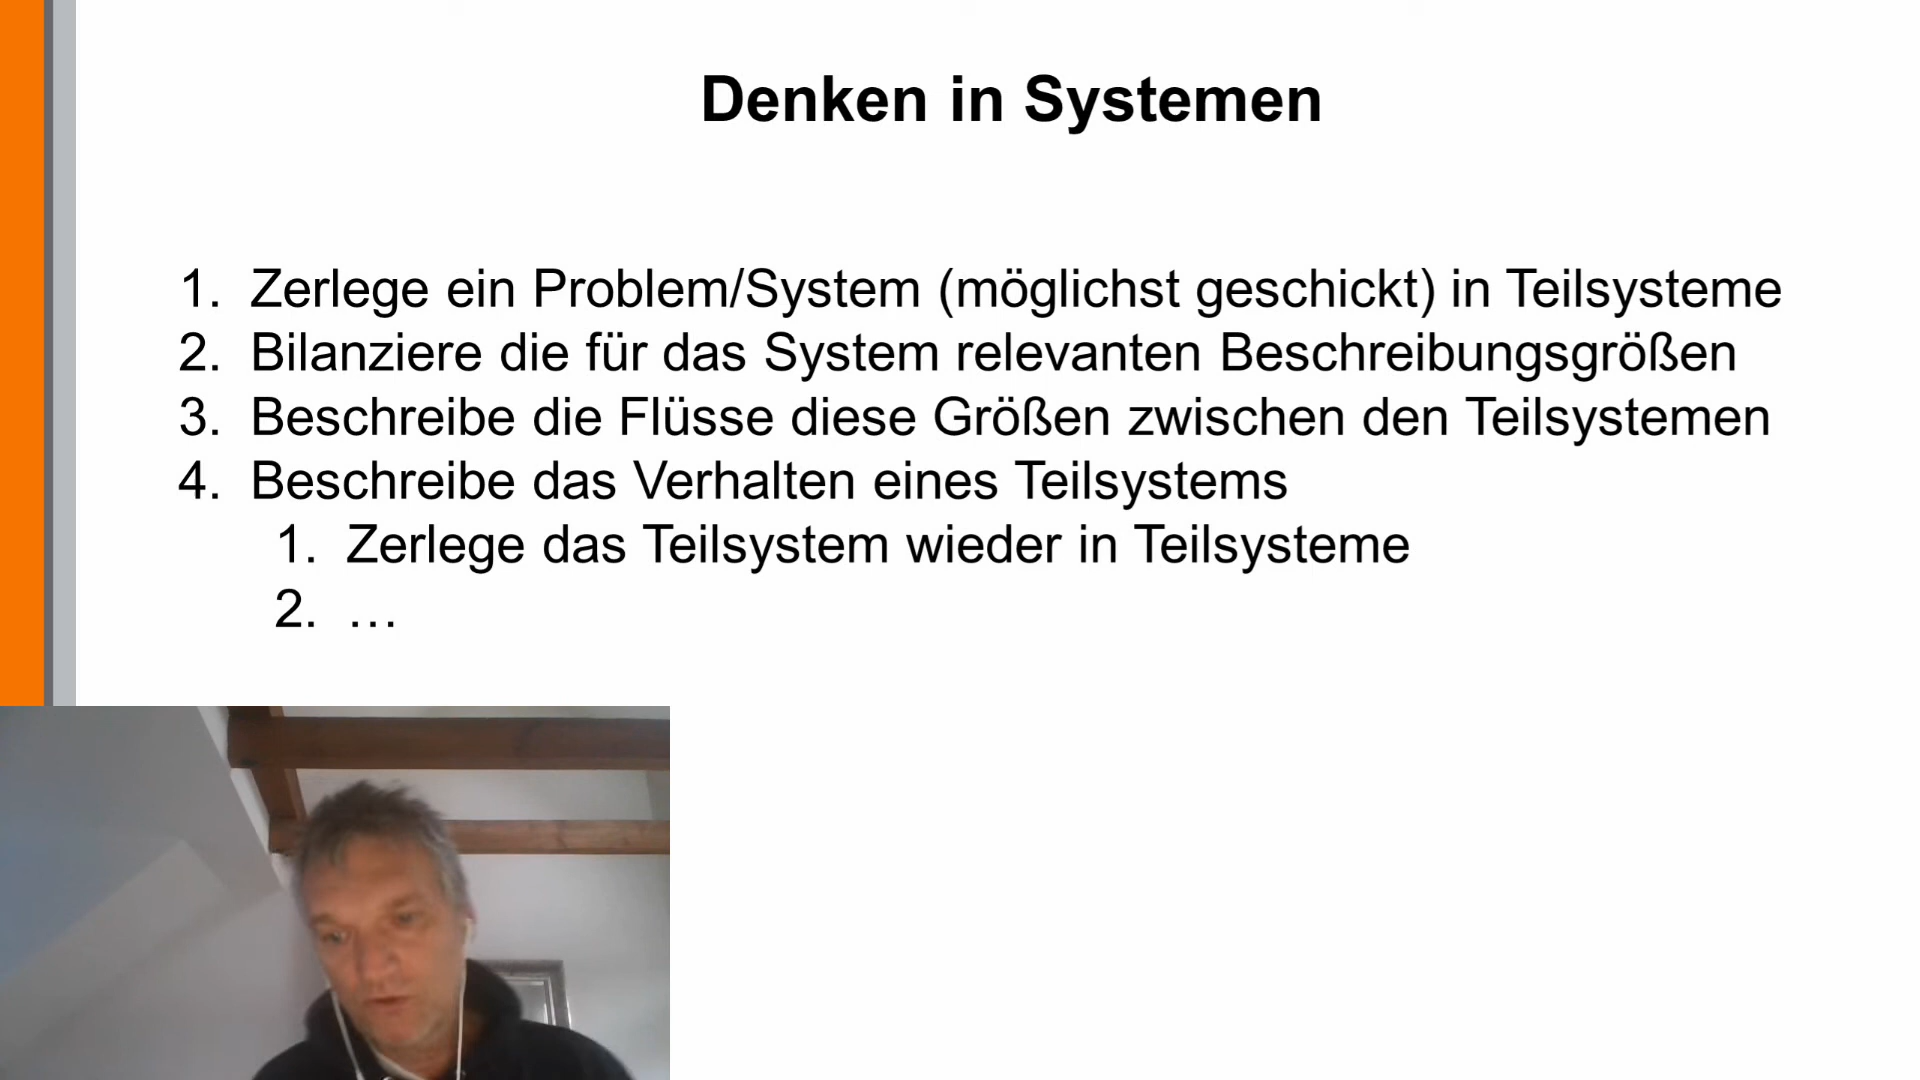 Denken in Systemen
1. Zerlege ein Problem/System (möglichst geschickt) in Teilsysteme
2. Bilanziere die für das System relevanten Beschreibungsgrößen
3. Beschreibe die Flüsse diese Größen zwischen den Teilsystemen
4. Beschreibe das Verhalten eines Teilsystems
1. Zerlege das Teilsystem wieder in Teilsysteme
2. …